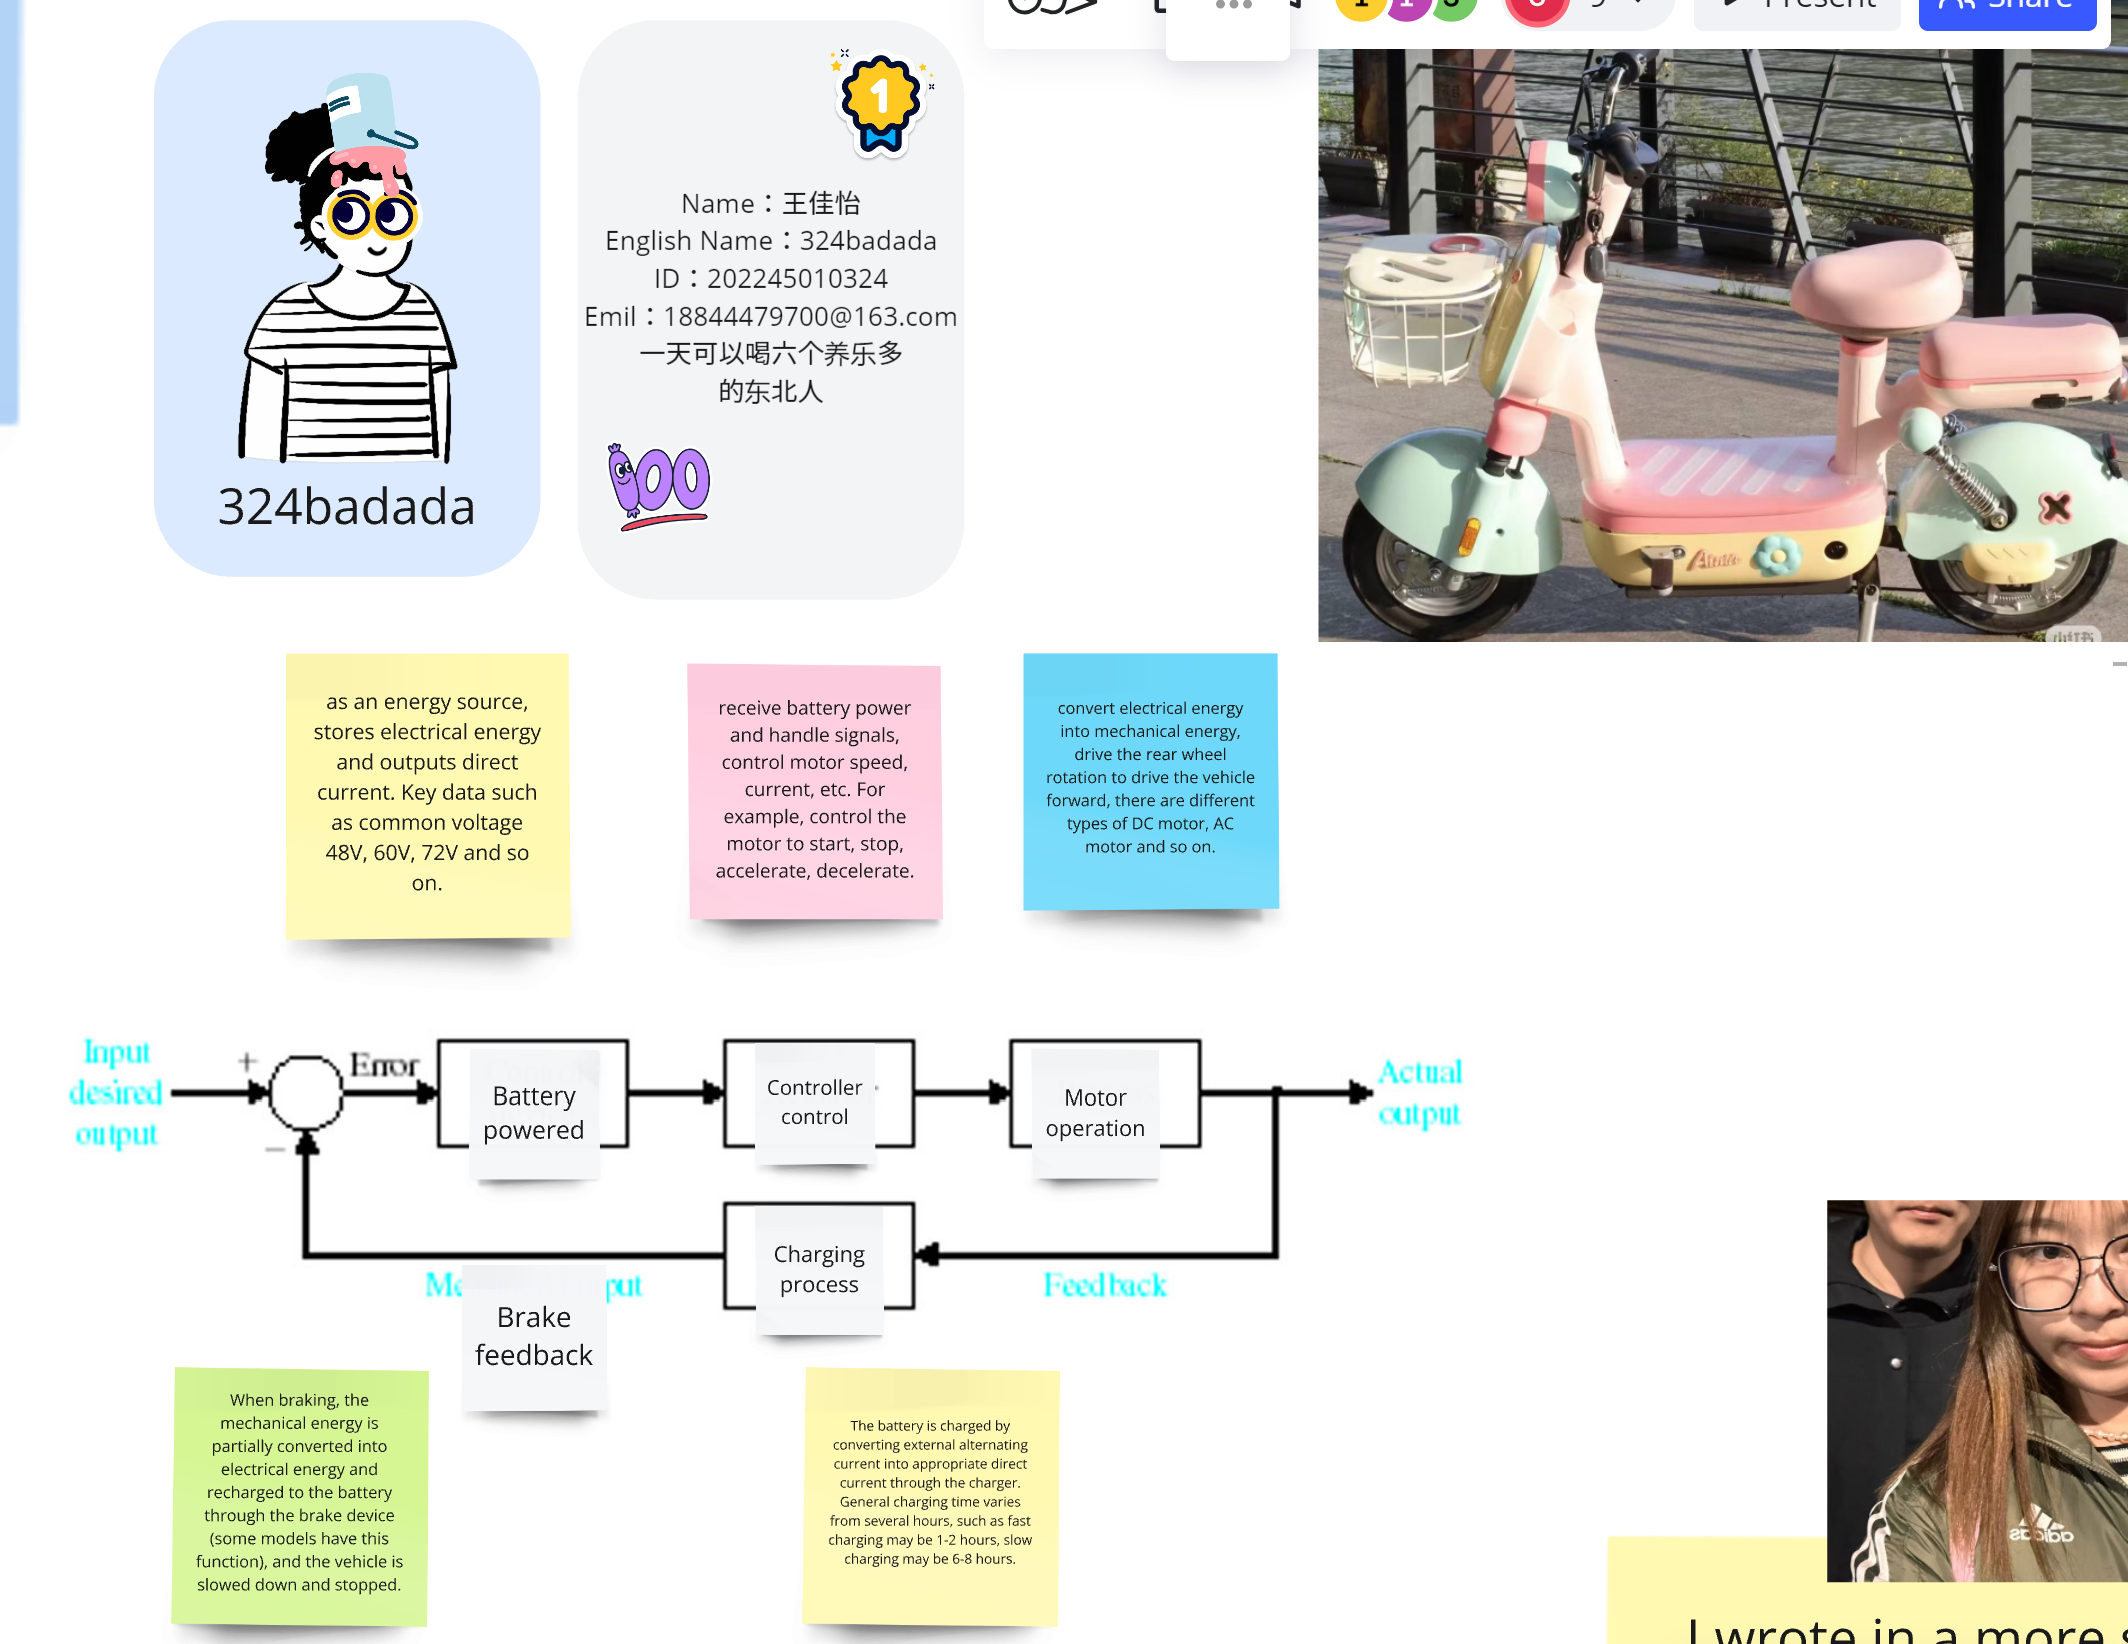 Present
Share
1
324badada
Name：王佳怡
English Name：324badada
ID：202245010324
Emil：18844479700@163.com
一天可以喝六个养乐多
的东北人
100
as an energy source,
stores electrical energy
and outputs direct
current. Key data such
as common voltage
48V, 60V, 72V and so
on.
receive battery power
and handle signals,
control motor speed,
current, etc. For
example, control the
motor to start, stop,
accelerate, decelerate.
convert electrical energy
into mechanical energy,
drive the rear wheel
rotation to drive the vehicle
forward, there are different
types of DC motor, AC
motor and so on.
Input
desired
output
+
Error
−
Battery
powered
Controller
control
Motor
operation
Actual
output
Charging
process
Feedback
Brake
feedback
When braking, the
mechanical energy is
partially converted into
electrical energy and
recharged to the battery
through the brake device
(some models have this
function), and the vehicle is
slowed down and stopped.
The battery is charged by
converting external alternating
current into appropriate direct
current through the charger.
General charging time varies
from several hours, such as fast
charging may be 1-2 hours, slow
charging may be 6-8 hours.
adidas
I wrote in a more